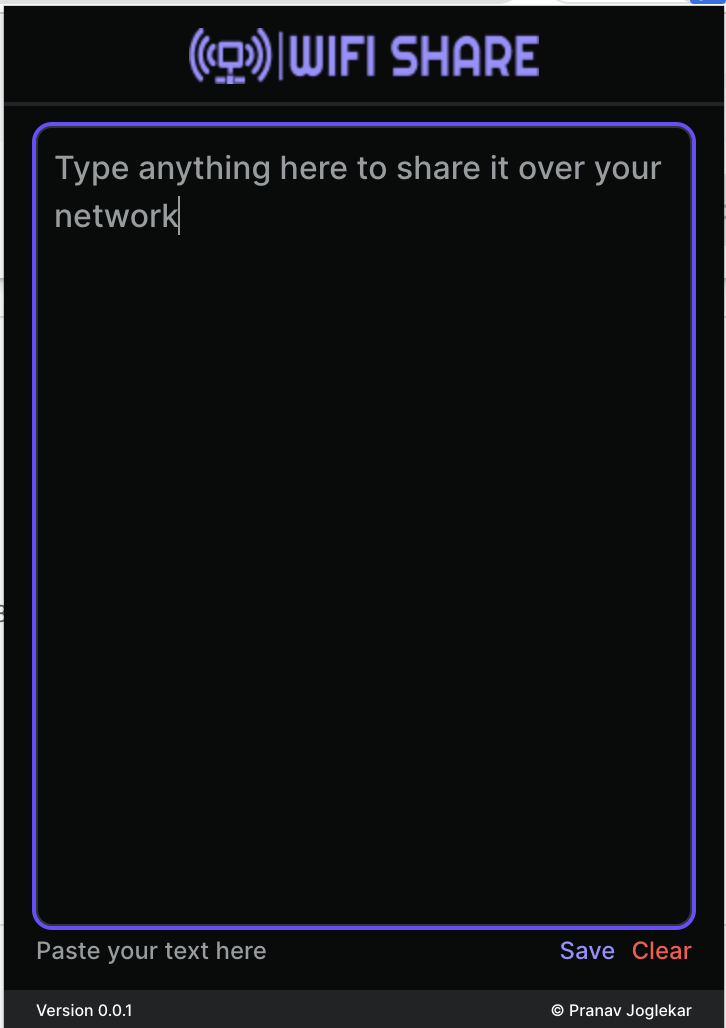 WIFI SHARE
Type anything here to share it over your
network
Paste your text here
Save Clear
Version 0.0.1
© Pranav Joglekar